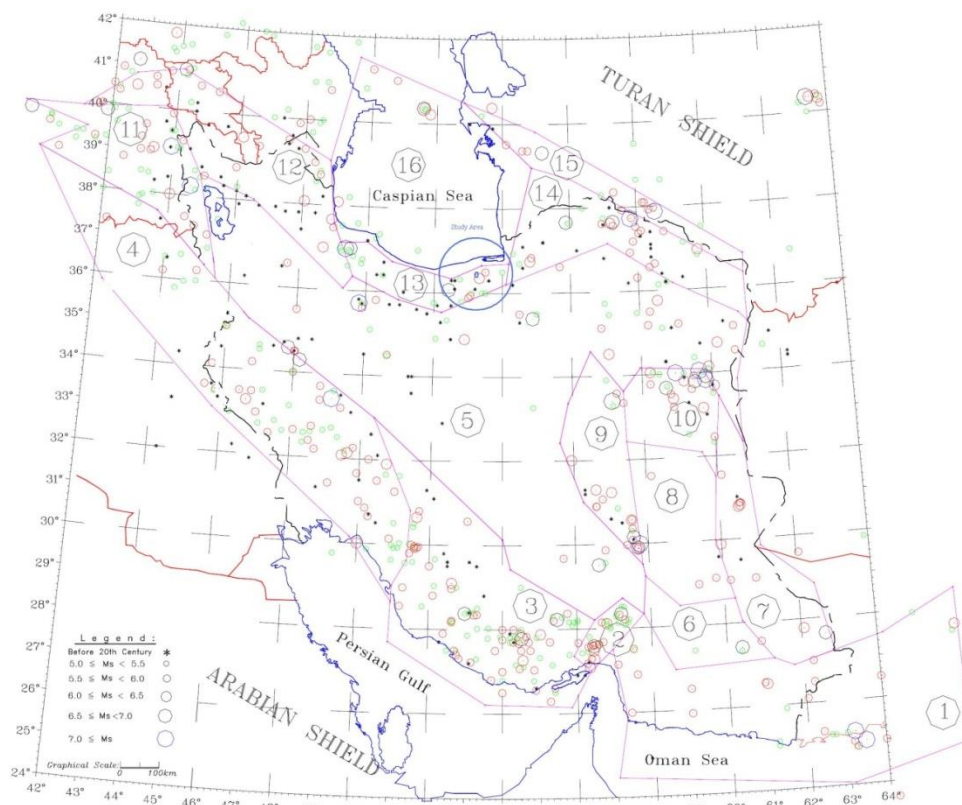 42°
41°
40°
39°
38°
37°
36°
35°
34°
33°
32°
31°
30°
29°
28°
27°
26°
25°
24°
TURAN SHIELD
11
12
16
15
14
Caspian Sea
Study Area
4
13
5
9
10
8
3
2
6
7
1
Persian Gulf
ARABIAN SHIELD
Oman Sea
Legend:
Before 20th Century *
5.0 ≤ Ms < 5.5
5.5 ≤ Ms < 6.0
6.0 ≤ Ms < 6.5
6.5 ≤ Ms <7.0
7.0 ≤ Ms
Graphical Scale:
0 100km.
42° 43° 44° 45° 46° 47° 61° 62° 63° 64°